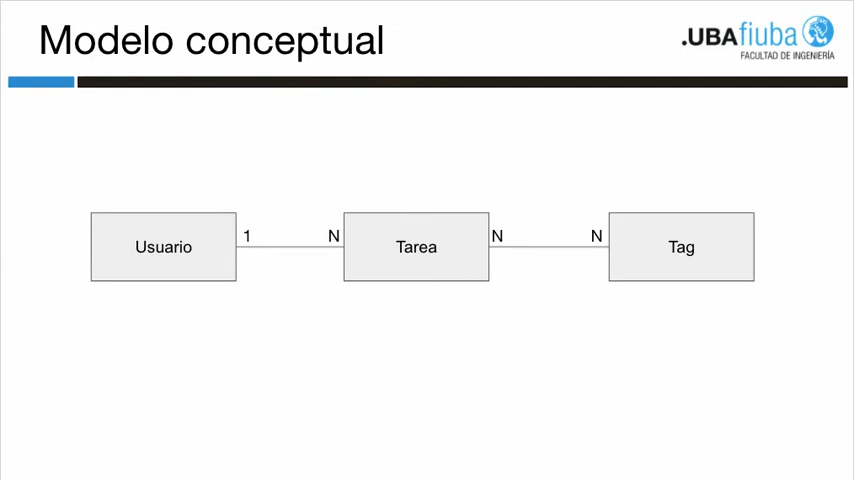 Modelo conceptual
.UBAfiuba
FACULTAD DE INGENIERÍA
Usuario
1
N
Tarea
N
N
Tag